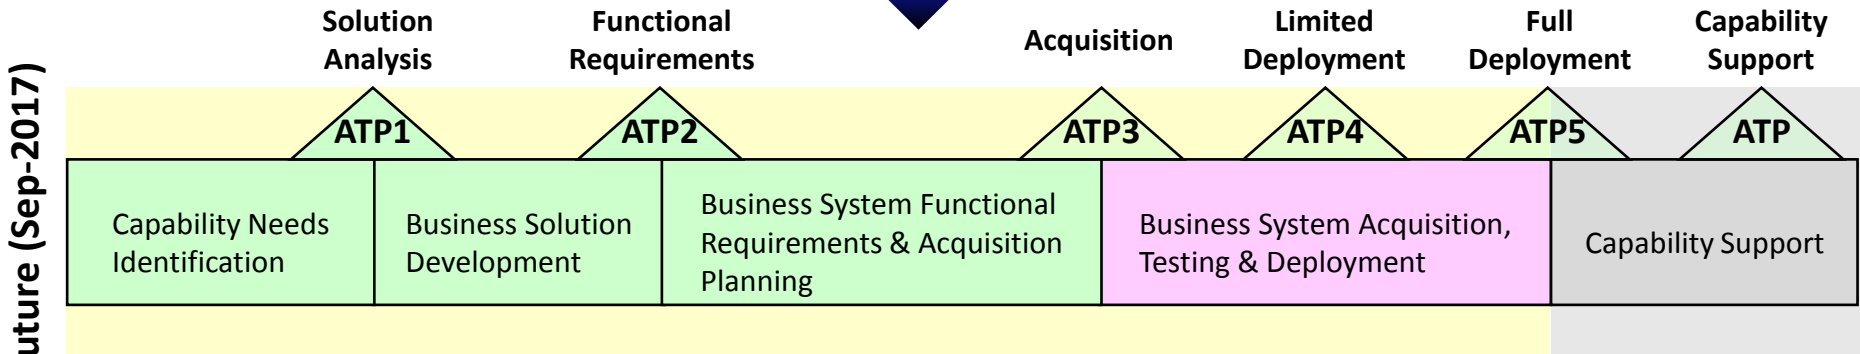 Solution
Analysis
Functional
Requirements
Acquisition
Limited
Deployment
Full
Deployment
Capability
Support
uture (Sep-2017)
ATP1
ATP2
ATP3
ATP4
ATP5
ATP
Capability Needs
Identification
Business Solution
Development
Business System Functional
Requirements & Acquisition
Planning
Business System Acquisition,
Testing & Deployment
Capability Support